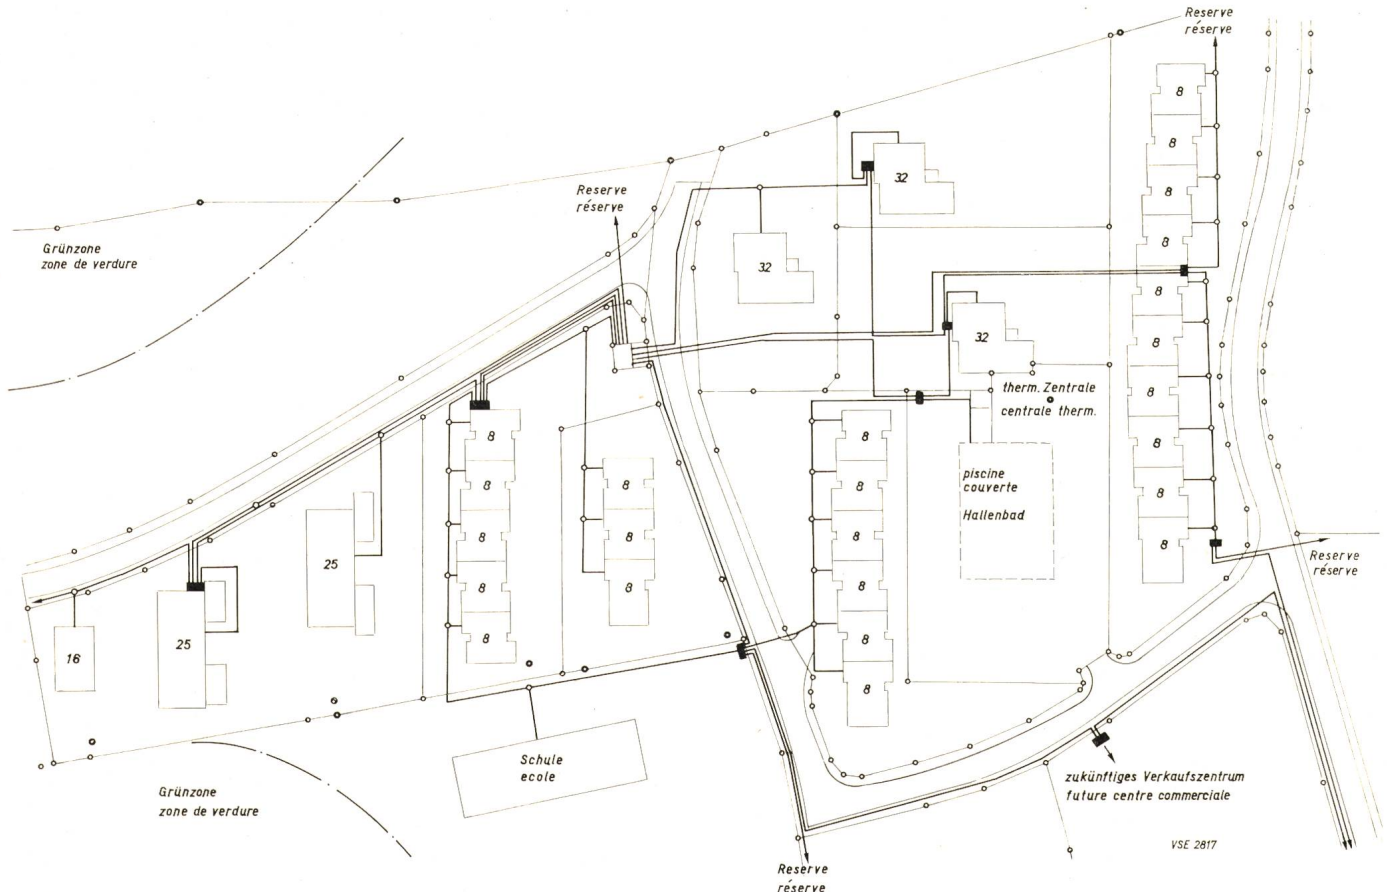 Reserve
réserve
8
8
8
8
8
8
8
8
8
8
32
32
32
Reserve
réserve
Grünzone
zone de verdure
therm. Zentrale
centrale therm.
piscine
couverte
Hallenbad
8
8
8
8
8
8
8
8
8
8
8
8
8
8
25
25
16
Reserve
réserve
Schule
ecole
Grünzone
zone de verdure
zukünftiges Verkaufszentrum
future centre commerciale
VSE 2817
Reserve
réserve